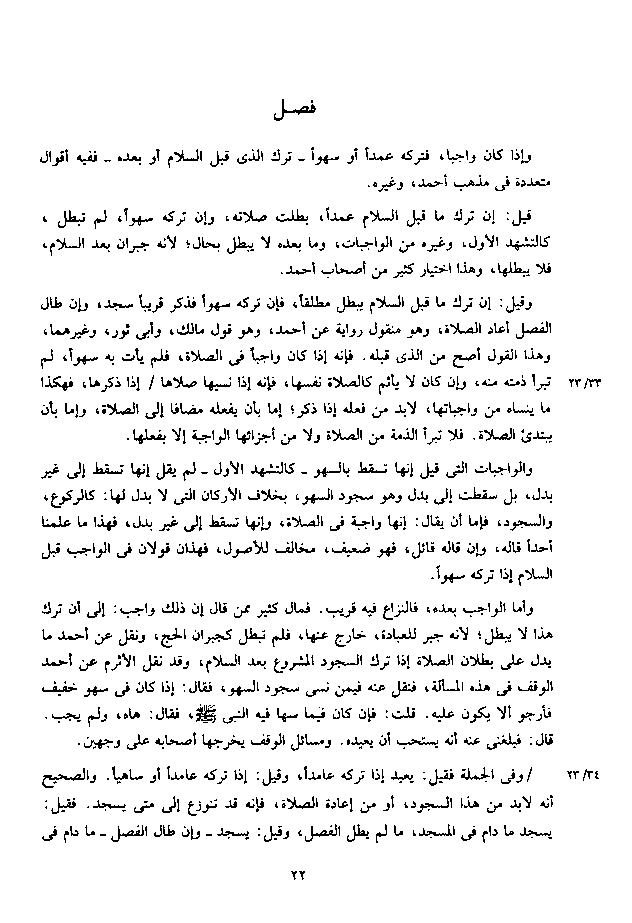 فصـل
وإذا كان واجبا، فتركه عمداً أو سهواً ـ ترك الذى قبل السلام أو بعده ـ ففيه أقوال
متعددة فى مذهب أحمد، وغيره.
قيل: إن ترك ما قبل السلام عمداً، بطلت صلاته، وإن تركه سهواً، لم تبطل ،
كالتشهد الأول، وغيره من الواجبات، وما بعده لا يبطل بحال؛ لأنه جبران بعد السلام،
فلا يبطلها، وهذا اختيار كثير من أصحاب أحمد.
وقيل: إن ترك ما قبل السلام يبطل مطلقاً، فإن تركه سهواً فذكر قريباً سجد، وإن طال
الفصل أعاد الصلاة، وهو منقول رواية عن أحمد، وهو قول مالك، وأبي ثور، وغيرهما،
وهذا القول أصح من الذى قبله. فإنه إذا كان واجباً فى الصلاة، فلم يأت به سهواً، لم
تبرأ ذمته منه، وإن كان لا يأثم كالصلاة نفسها، فإنه إذا نسيها صلاها / إذا ذكرها، فهكذا ٢٣/٣٣
ما ينساه من واجباتها، لابد من فعله إذا ذكر؛ إما بأن يفعله مضافا إلى الصلاة، وإما بأن
يبتدئ الصلاة. فلا تبرأ الذمة من الصلاة ولا من أجزائها الواجبة إلا بفعلها.
والواجبات التى قيل إنها تسقط بالسهو ـ كالتشهد الأول ـ لم يقل إنها تسقط إلى غير
بدل، بل سقطت إلى بدل وهو سجود السهو، بخلاف الأركان التى لا بدل لها: كالركوع،
والسجود، فإما أن يقال: إنها واجبة فى الصلاة، وإنها تسقط إلى غير بدل، فهذا ما علمنا
أحداً قاله، وإن قاله قائل، فهو ضعيف، مخالف للأصول، فهذان قولان فى الواجب قبل
السلام إذا تركه سهواً.
وأما الواجب بعده، فالنزاع فيه قريب. فمال كثير ممن قال إن ذلك واجب: إلى أن ترك
هذا لا يبطل؛ لأنه جبر للعبادة، خارج عنها، فلم تبطل كجبران الحج، ونقل عن أحمد ما
يدل على بطلان الصلاة إذا ترك السجود المشروع بعد السلام، وقد نقل الأثرم عن أحمد
الوقف فى هذه المسألة، فنقل عنه فيمن نسى سجود السهو، فقال: إذا كان فى سهو خفيف
فأرجو ألا يكون عليه. قلت: فإن كان فيما سها فيه النبي ﷺ، فقال: هاه، ولم يجب.
قال: فبلغنى عنه أنه يستحب أن يعيده. ومسائل الوقف يخرجها أصحابه على وجهين.
/ وفى الجملة فقيل: يعيد إذا تركه عامداً، وقيل: إذا تركه عامداً أو ساهياً. والصحيح ٢٣/٣٤
أنه لابد من هذا السجود، أو من إعادة الصلاة، فإنه قد تنوزع إلى متى يسجد. فقيل:
يسجد ما دام فى المسجد، ما لم يطل الفصل، وقيل: يسجد ـ وإن طال الفصل ـ ما دام فى
٢٢